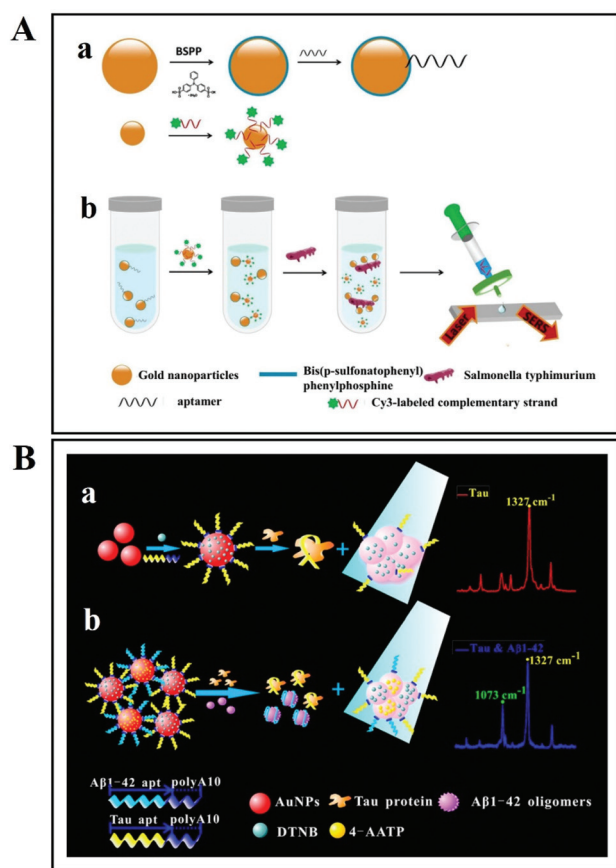 A
a
BSPP
b
Laser
SERS
Gold nanoparticles
Bis(p-sulfonatophenyl)
phenylphosphine
Salmonella typhimurium
aptamer
Cy3-labeled complementary strand
B
a
Tau
1327 cm⁻¹
b
Tau & Aβ1-42
1327 cm⁻¹
1073 cm⁻¹
Aβ1-42 apt polyA10
Tau apt polyA10
AuNPs
Tau protein
Aβ1-42 oligomers
DTNB
4-AATP